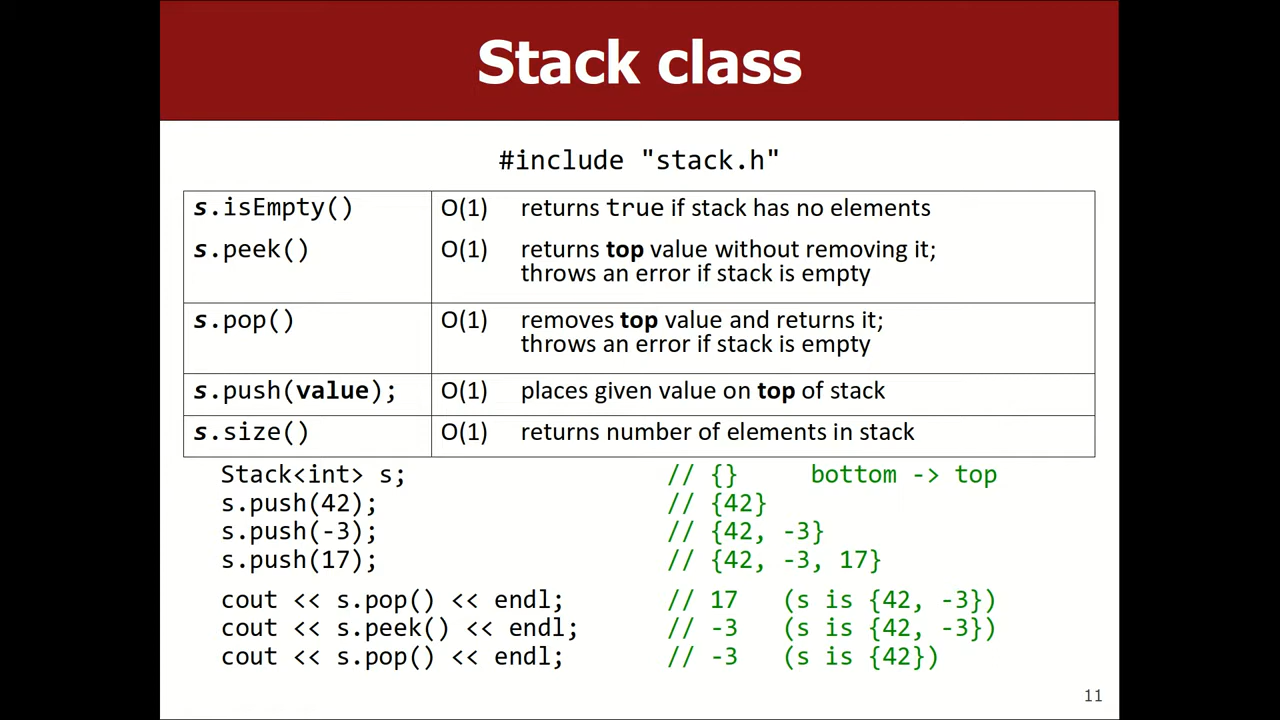 Stack class
#include "stack.h"
s.isEmpty() O(1) returns true if stack has no elements
s.peek() O(1) returns top value without removing it;
throws an error if stack is empty
s.pop() O(1) removes top value and returns it;
throws an error if stack is empty
s.push(value); O(1) places given value on top of stack
s.size() O(1) returns number of elements in stack
Stack<int> s; // {} bottom -> top
s.push(42); // {42}
s.push(-3); // {42, -3}
s.push(17); // {42, -3, 17}
cout << s.pop() << endl; // 17 (s is {42, -3})
cout << s.peek() << endl; // -3 (s is {42, -3})
cout << s.pop() << endl; // -3 (s is {42})
11